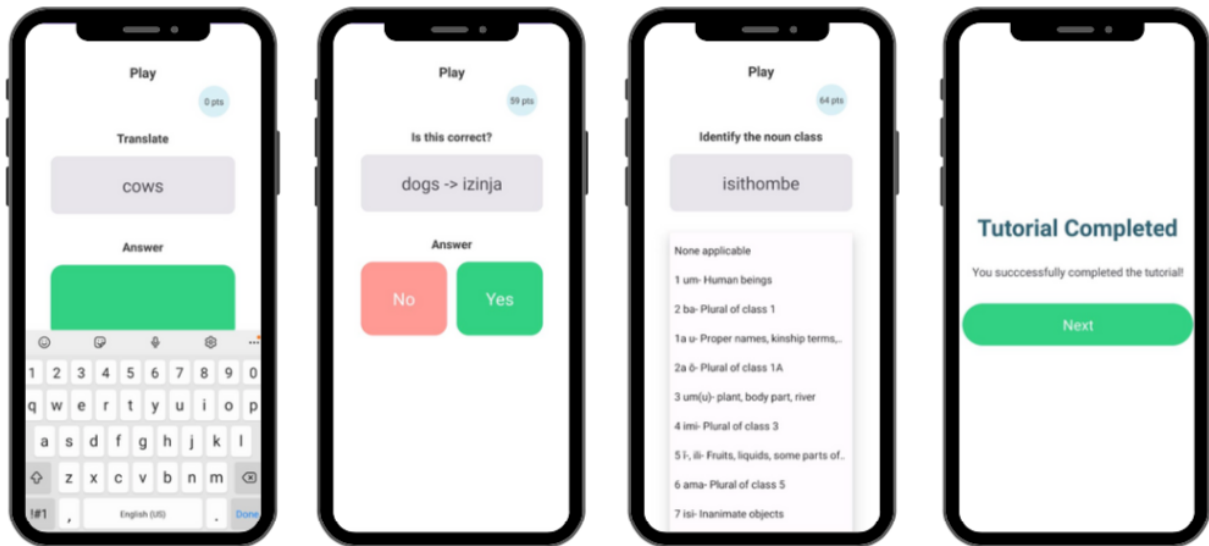 Play
0 pts
Translate
cows
Answer
1 2 3 4 5 6 7 8 9 0
q w e r t y u i o p
a s d f g h j k l
z x c v b n m
!#1 , English (US) . Done
Play
59 pts
Is this correct?
dogs -> izinja
Answer
No Yes
Play
64 pts
Identify the noun class
isithombe
None applicable
1 um- Human beings
2 ba- Plural of class 1
1a u- Proper names, kinship terms,..
2a ō- Plural of class 1A
3 um(u)- plant, body part, river
4 imi- Plural of class 3
5 ī-, ili- Fruits, liquids, some parts of..
6 ama- Plural of class 5
7 isi- Inanimate objects
Tutorial Completed
You succcessfully completed the tutorial!
Next